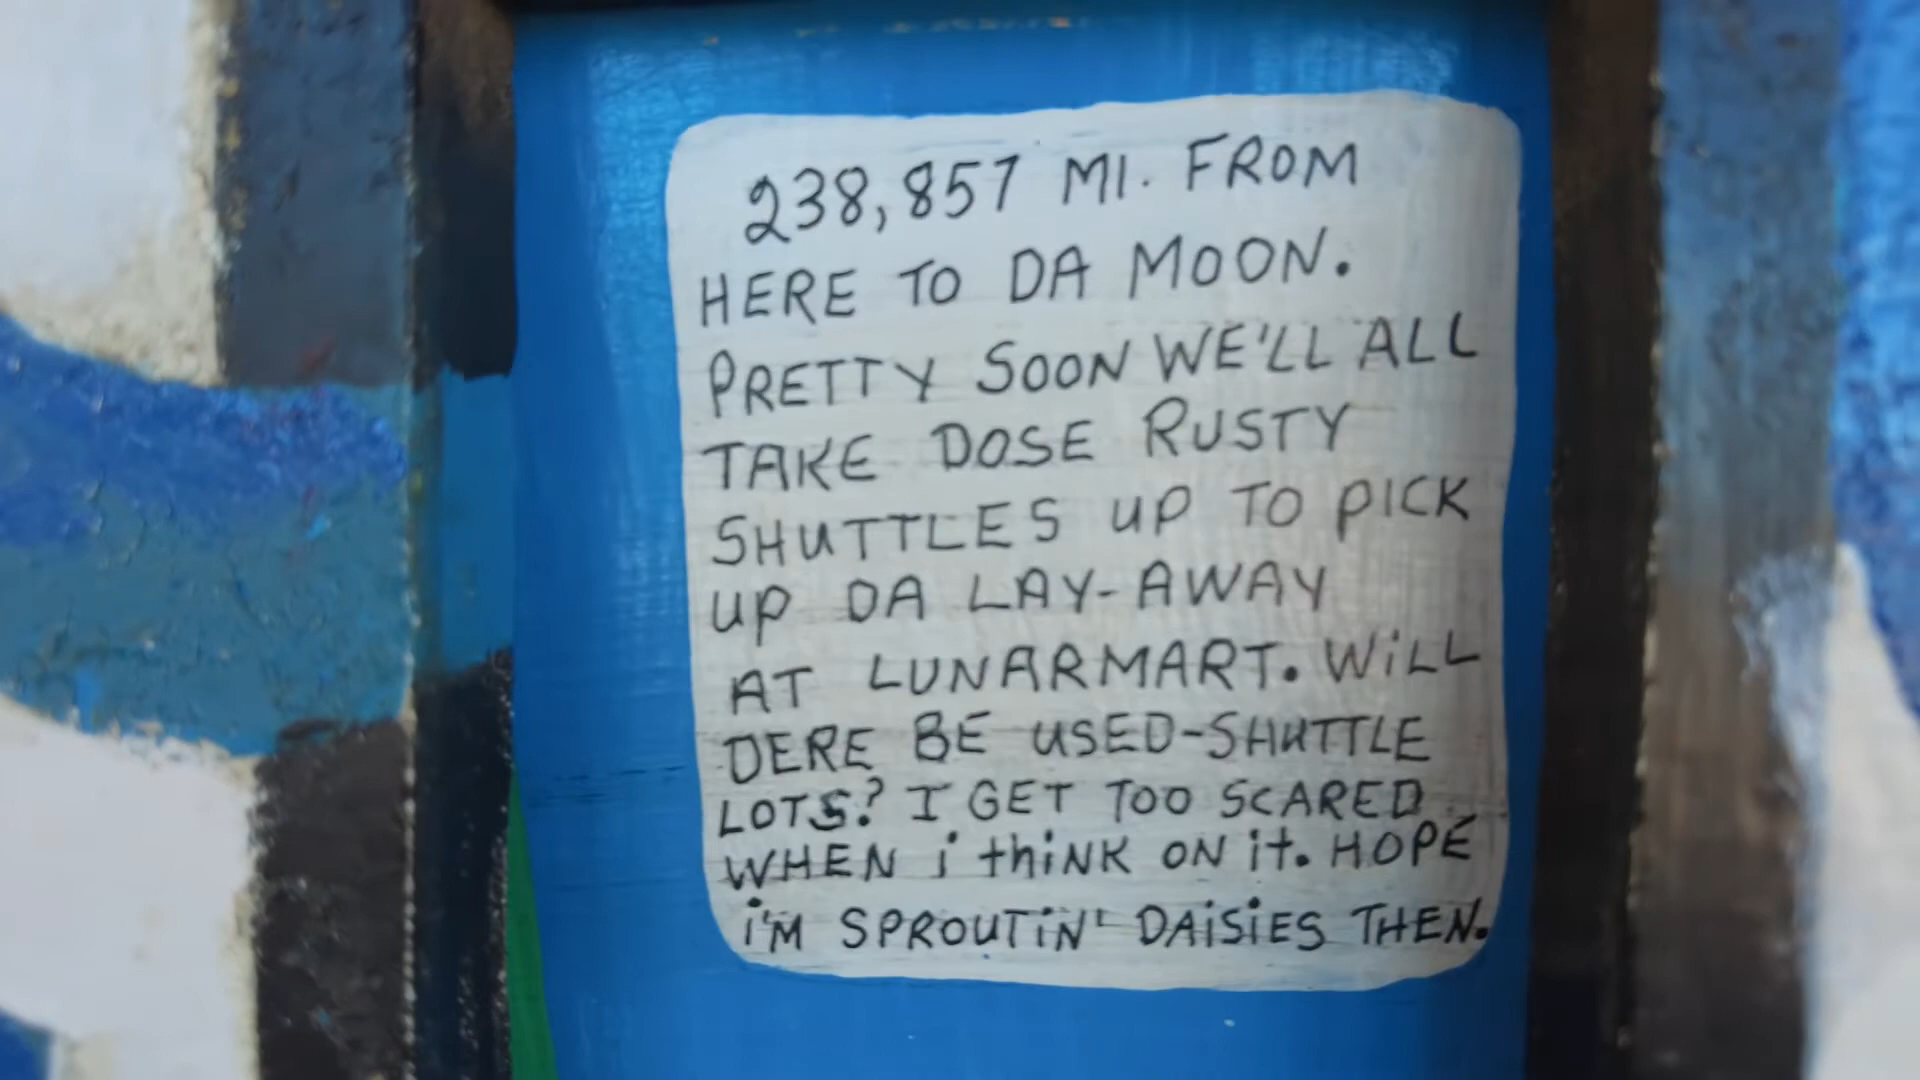 238,857 MI. FROM
HERE TO DA MOON.
PRETTY SOON WE'LL ALL
TAKE DOSE RUSTY
SHUTTLES UP TO PICK
UP DA LAY-AWAY
AT LUNARMART. WiLL
DERE BE USED-SHUTTLE
LOTS? I GET TOO SCARED
WHEN i thiNK ON it. HOPE
i'M SPROUTiN' DAiSiES THEN.